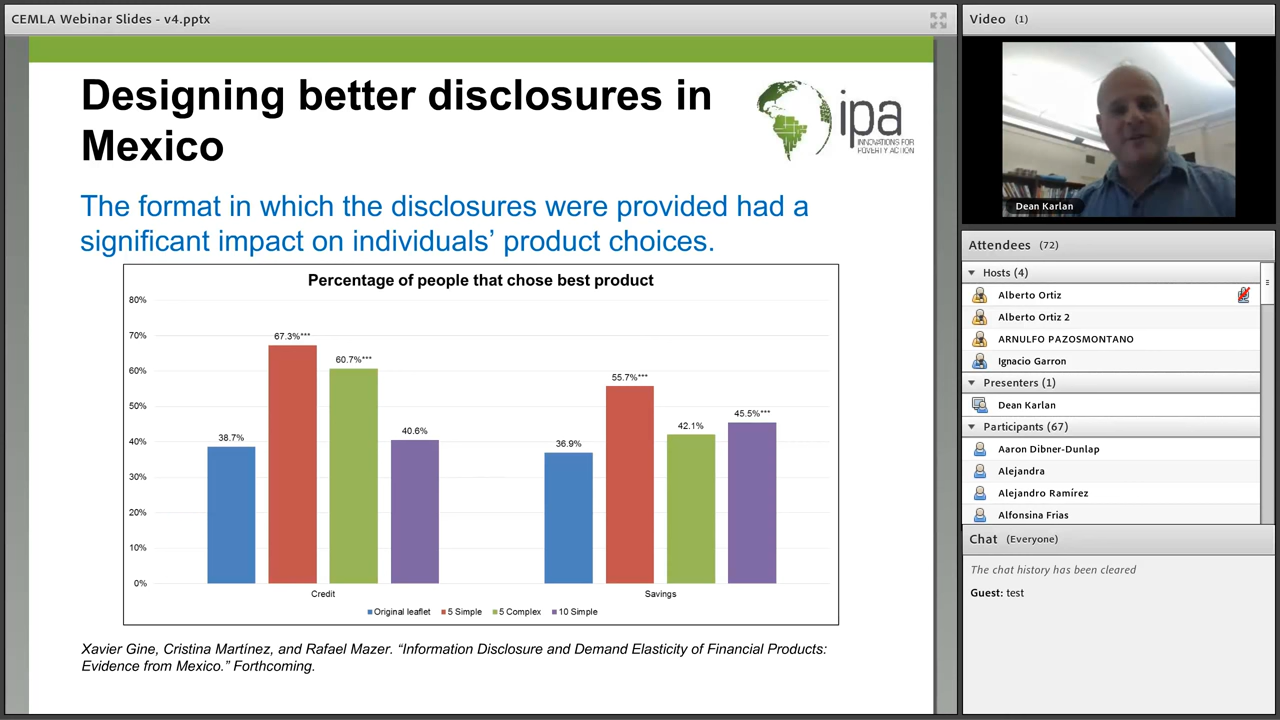 CEMLA Webinar Slides - v4.pptx
Designing better disclosures in
Mexico
ipa
INNOVATIONS FOR
POVERTY ACTION
The format in which the disclosures were provided had a
significant impact on individuals’ product choices.
Percentage of people that chose best product
80%
70%
60%
50%
40%
30%
20%
10%
0%
38.7%
67.3%***
60.7%***
40.6%
36.9%
55.7%***
42.1%
45.5%***
Credit
Savings
Original leaflet 5 Simple 5 Complex 10 Simple
Xavier Gine, Cristina Martínez, and Rafael Mazer. “Information Disclosure and Demand Elasticity of Financial Products:
Evidence from Mexico.” Forthcoming.
Video (1)
Dean Karlan
Attendees (72)
Hosts (4)
Alberto Ortiz
Alberto Ortiz 2
ARNULFO PAZOSMONTANO
Ignacio Garron
Presenters (1)
Dean Karlan
Participants (67)
Aaron Dibner-Dunlap
Alejandra
Alejandro Ramírez
Alfonsina Frias
Chat (Everyone)
The chat history has been cleared
Guest: test